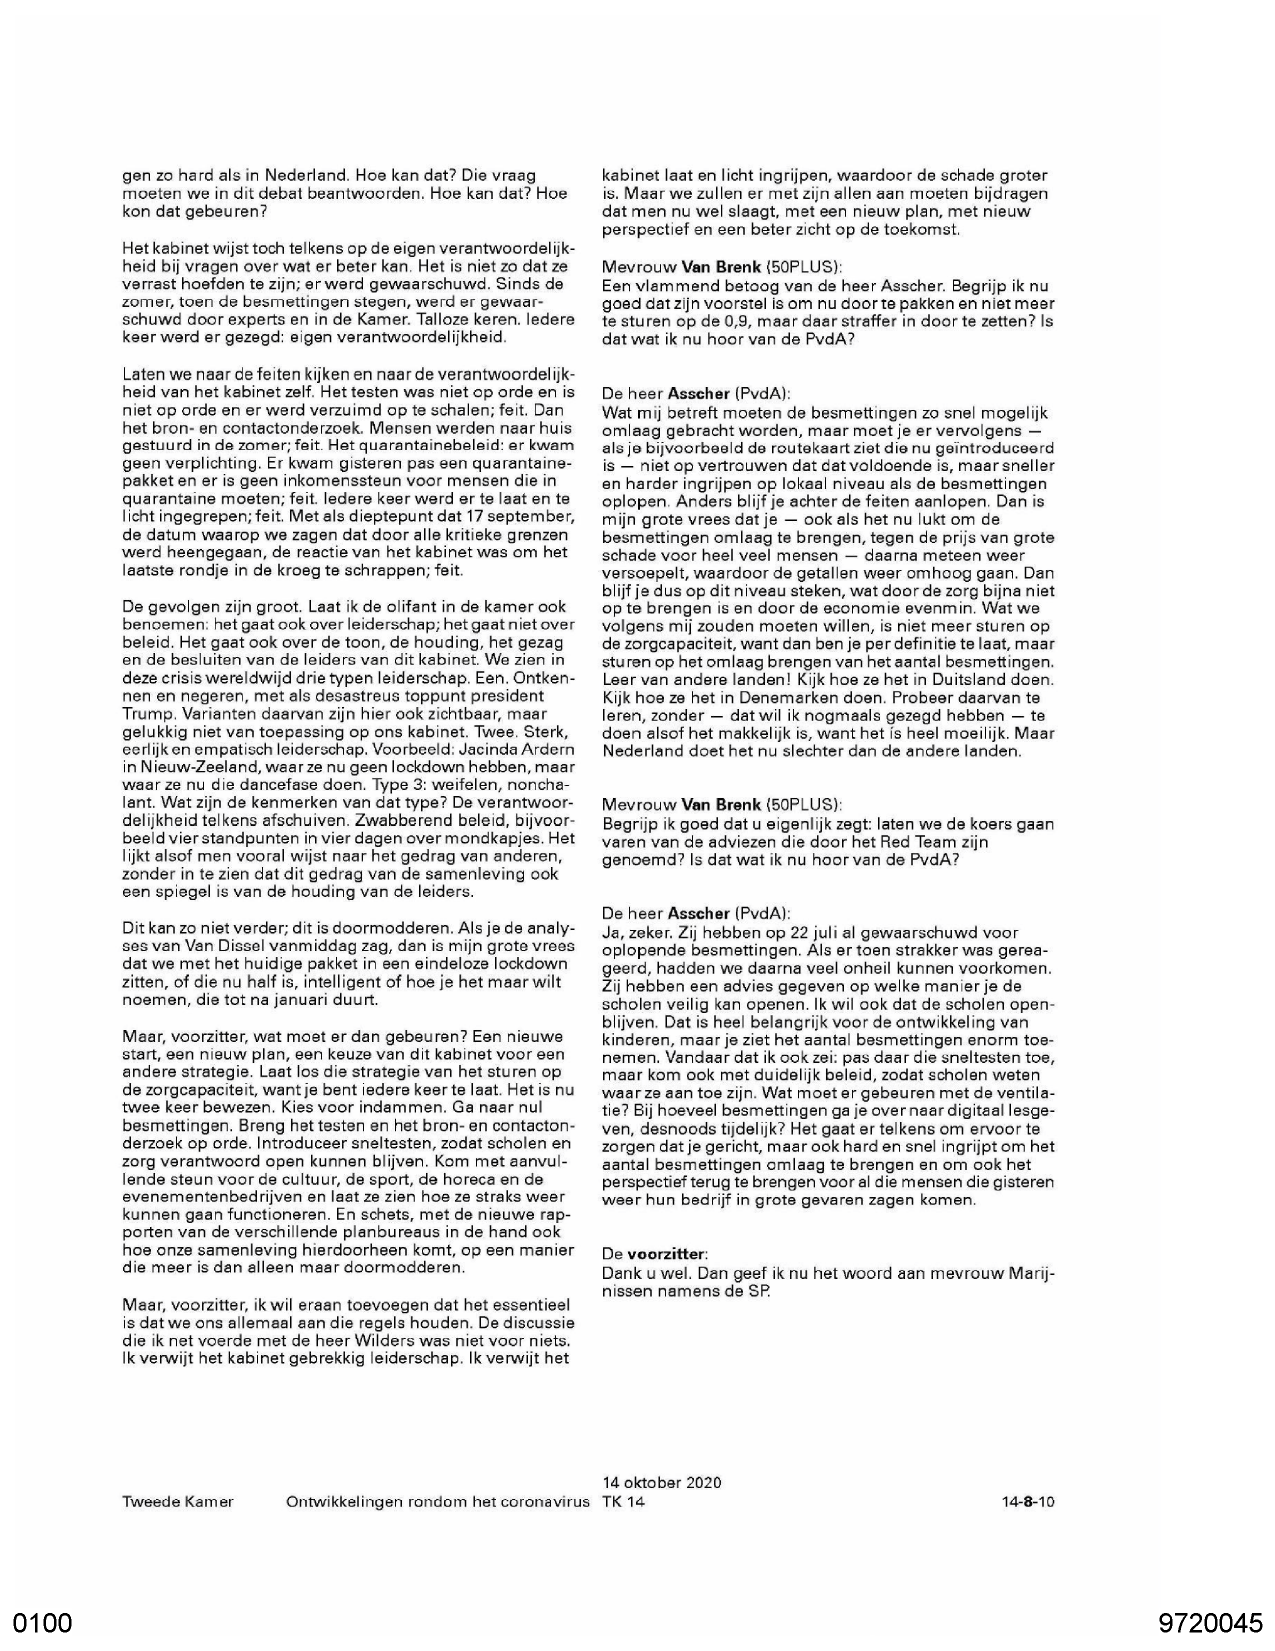 gen zo hard als in Nederland. Hoe kan dat? Die vraag
moeten we in dit debat beantwoorden. Hoe kan dat? Hoe
kon dat gebeuren?
Het kabinet wijst toch telkens op de eigen verantwoordelijk-
heid bij vragen over wat er beter kan. Het is niet zo dat ze
verrast hoefden te zijn; er werd gewaarschuwd. Sinds de
zomer, toen de besmettingen stegen, werd er gewaar-
schuwd door experts en in de Kamer. Talloze keren. Iedere
keer werd er gezegd: eigen verantwoordelijkheid.
Laten we naar de feiten kijken en naar de verantwoordelijk-
heid van het kabinet zelf. Het testen was niet op orde en is
niet op orde en er werd verzuimd op te schalen; feit. Dan
het bron- en contactonderzoek. Mensen werden naar huis
gestuurd in de zomer; feit. Het quarantainebeleid: er kwam
geen verplichting. Er kwam gisteren pas een quarantaine-
pakket en er is geen inkomenssteun voor mensen die in
quarantaine moeten; feit. Iedere keer werd er te laat en te
licht ingegrepen; feit. Met als dieptepunt dat 17 september,
de datum waarop we zagen dat door alle kritieke grenzen
werd heengegaan, de reactie van het kabinet was om het
laatste rondje in de kroeg te schrappen; feit.
De gevolgen zijn groot. Laat ik de olifant in de kamer ook
benoemen: het gaat ook over leiderschap; het gaat niet over
beleid. Het gaat ook over de toon, de houding, het gezag
en de besluiten van de leiders van dit kabinet. We zien in
deze crisis wereldwijd drie typen leiderschap. Een. Ontken-
nen en negeren, met als desastreus toppunt president
Trump. Varianten daarvan zijn hier ook zichtbaar, maar
gelukkig niet van toepassing op ons kabinet. Twee. Sterk,
eerlijk en empatisch leiderschap. Voorbeeld: Jacinda Ardern
in Nieuw-Zeeland, waar ze nu geen lockdown hebben, maar
waar ze nu die dancefase doen. Type 3: weifelen, noncha-
lant. Wat zijn de kenmerken van dat type? De verantwoor-
delijkheid telkens afschuiven. Zwabberend beleid, bijvoor-
beeld vier standpunten in vier dagen over mondkapjes. Het
lijkt alsof men vooral wijst naar het gedrag van anderen,
zonder in te zien dat dit gedrag van de samenleving ook
een spiegel is van de houding van de leiders.
Dit kan zo niet verder; dit is doormodderen. Als je de analy-
ses van Van Dissel vanmiddag zag, dan is mijn grote vrees
dat we met het huidige pakket in een eindeloze lockdown
zitten, of die nu half is, intelligent of hoe je het maar wilt
noemen, die tot na januari duurt.
Maar, voorzitter, wat moet er dan gebeuren? Een nieuwe
start, een nieuw plan, een keuze van dit kabinet voor een
andere strategie. Laat los die strategie van het sturen op
de zorgcapaciteit, want je bent iedere keer te laat. Het is nu
twee keer bewezen. Kies voor indammen. Ga naar nul
besmettingen. Breng het testen en het bron- en contacton-
derzoek op orde. Introduceer sneltesten, zodat scholen en
zorg verantwoord open kunnen blijven. Kom met aanvul-
lende steun voor de cultuur, de sport, de horeca en de
evenementenbedrijven en laat ze zien hoe ze straks weer
kunnen gaan functioneren. En schets, met de nieuwe rap-
porten van de verschillende planbureaus in de hand ook
hoe onze samenleving hierdoorheen komt, op een manier
die meer is dan alleen maar doormodderen.
Maar, voorzitter, ik wil eraan toevoegen dat het essentieel
is dat we ons allemaal aan die regels houden. De discussie
die ik net voerde met de heer Wilders was niet voor niets.
Ik verwijt het kabinet gebrekkig leiderschap. Ik verwijt het
kabinet laat en licht ingrijpen, waardoor de schade groter
is. Maar we zullen er met zijn allen aan moeten bijdragen
dat men nu wel slaagt, met een nieuw plan, met nieuw
perspectief en een beter zicht op de toekomst.
Mevrouw Van Brenk (50PLUS):
Een vlammend betoog van de heer Asscher. Begrijp ik nu
goed dat zijn voorstel is om nu door te pakken en niet meer
te sturen op de 0,9, maar daar straffer in door te zetten? Is
dat wat ik nu hoor van de PvdA?
De heer Asscher (PvdA):
Wat mij betreft moeten de besmettingen zo snel mogelijk
omlaag gebracht worden, maar moet je er vervolgens —
als je bijvoorbeeld de routekaart ziet die nu geïntroduceerd
is — niet op vertrouwen dat dat voldoende is, maar sneller
en harder ingrijpen op lokaal niveau als de besmettingen
oplopen. Anders blijf je achter de feiten aanlopen. Dan is
mijn grote vrees dat je — ook als het nu lukt om de
besmettingen omlaag te brengen, tegen de prijs van grote
schade voor heel veel mensen — daarna meteen weer
versoepelt, waardoor de getallen weer omhoog gaan. Dan
blijf je dus op dit niveau steken, wat door de zorg bijna niet
op te brengen is en door de economie evenmin. Wat we
volgens mij zouden moeten willen, is niet meer sturen op
de zorgcapaciteit, want dan ben je per definitie te laat, maar
sturen op het omlaag brengen van het aantal besmettingen.
Leer van andere landen! Kijk hoe ze het in Duitsland doen.
Kijk hoe ze het in Denemarken doen. Probeer daarvan te
leren, zonder — dat wil ik nogmaals gezegd hebben — te
doen alsof het makkelijk is, want het ís heel moeilijk. Maar
Nederland doet het nu slechter dan de andere landen.
Mevrouw Van Brenk (50PLUS):
Begrijp ik goed dat u eigenlijk zegt: laten we de koers gaan
varen van de adviezen die door het Red Team zijn
genoemd? Is dat wat ik nu hoor van de PvdA?
De heer Asscher (PvdA):
Ja, zeker. Zij hebben op 22 juli al gewaarschuwd voor
oplopende besmettingen. Als er toen strakker was gerea-
geerd, hadden we daarna veel onheil kunnen voorkomen.
Zij hebben een advies gegeven op welke manier je de
scholen veilig kan openen. Ik wil ook dat de scholen open-
blijven. Dat is heel belangrijk voor de ontwikkeling van
kinderen, maar je ziet het aantal besmettingen enorm toe-
nemen. Vandaar dat ik ook zei: pas daar die sneltesten toe,
maar kom ook met duidelijk beleid, zodat scholen weten
waar ze aan toe zijn. Wat moet er gebeuren met de ventila-
tie? Bij hoeveel besmettingen ga je over naar digitaal lesge-
ven, desnoods tijdelijk? Het gaat er telkens om ervoor te
zorgen dat je gericht, maar ook hard en snel ingrijpt om het
aantal besmettingen omlaag te brengen en om ook het
perspectief terug te brengen voor al die mensen die gisteren
weer hun bedrijf in grote gevaren zagen komen.
De voorzitter:
Dank u wel. Dan geef ik nu het woord aan mevrouw Marij-
nissen namens de SP.
14 oktober 2020
Tweede Kamer Ontwikkelingen rondom het coronavirus TK 14 14-8-10
0100 9720045